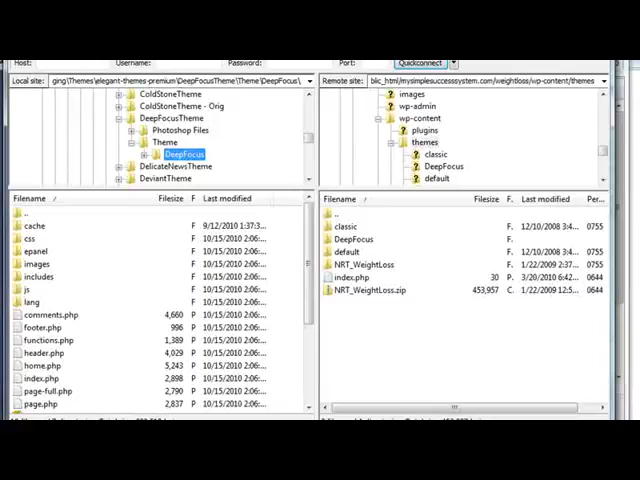 Host: Username: Password: Port: Quickconnect
Local site: ging\Themes\elegant-themes-premium\DeepFocusTheme\Theme\DeepFocus\
ColdStoneTheme
ColdStoneTheme - Orig
DeepFocusTheme
Photoshop Files
Theme
DeepFocus
DelicateNewsTheme
DeviantTheme
Remote site: blic_html/mysimplesuccesssystem.com/weightloss/wp-content/themes
images
wp-admin
wp-content
plugins
themes
classic
DeepFocus
default
Filename Filesize F Last modified
..
cache F 9/12/2010 1:37:3...
css F 10/15/2010 2:06:...
epanel F 10/15/2010 2:06:...
images F 10/15/2010 2:06:...
includes F 10/15/2010 2:06:...
js F 10/15/2010 2:06:...
lang F 10/15/2010 2:06:...
comments.php 4,660 P 10/15/2010 2:06:...
footer.php 996 P 10/15/2010 2:06:...
functions.php 1,389 P 10/15/2010 2:06:...
header.php 4,029 P 10/15/2010 2:06:...
home.php 5,243 P 10/15/2010 2:06:...
index.php 2,898 P 10/15/2010 2:06:...
page-full.php 2,790 P 10/15/2010 2:06:...
page.php 2,837 P 10/15/2010 2:06:...
Filename Filesize F. Last modified Per...
..
classic F. 12/10/2008 3:4... 0755
DeepFocus F.
default F. 12/10/2008 3:4... 0755
NRT_WeightLoss F. 1/22/2009 2:37... 0755
index.php 30 P 3/20/2010 6:42... 0644
NRT_WeightLoss.zip 453,957 C. 1/22/2009 12:5... 0644